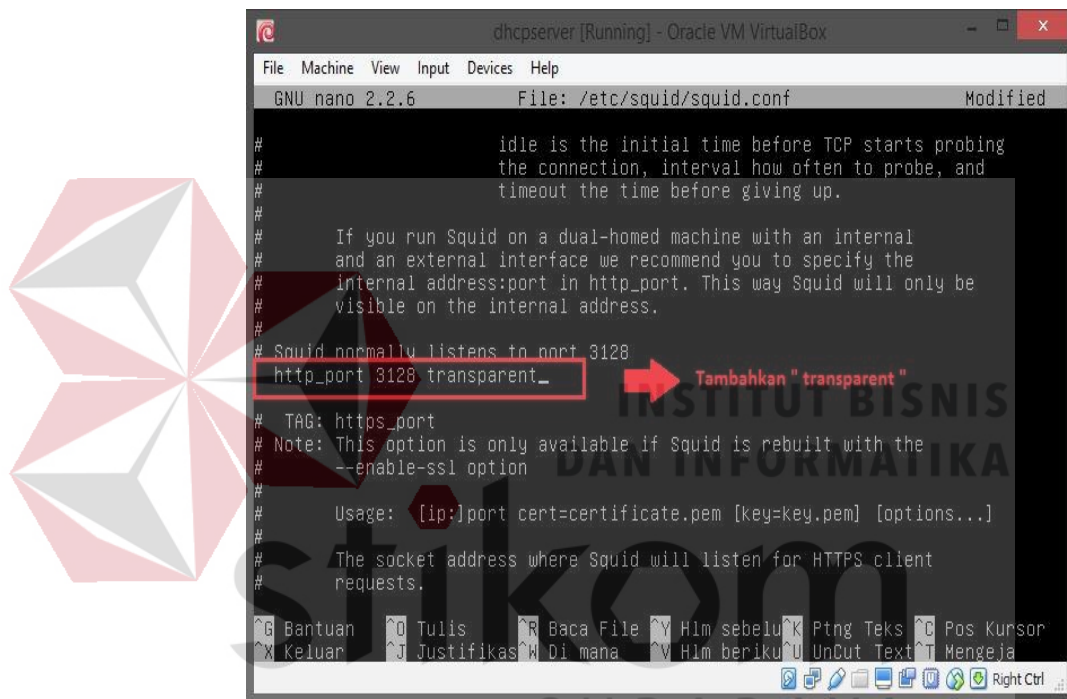 dhcpserver [Running] - Oracle VM VirtualBox
File Machine View Input Devices Help
GNU nano 2.2.6 File: /etc/squid/squid.conf Modified
# idle is the initial time before TCP starts probing
# the connection, interval how often to probe, and
# timeout the time before giving up.
#
# If you run Squid on a dual-homed machine with an internal
# and an external interface we recommend you to specify the
# internal address:port in http_port. This way Squid will only be
# visible on the internal address.
#
# Squid normally listens to port 3128
http_port 3128 transparent_
Tambahkan " transparent "
# TAG: https_port
# Note: This option is only available if Squid is rebuilt with the
# --enable-ssl option
#
# Usage: [ip:]port cert=certificate.pem [key=key.pem] [options...]
#
# The socket address where Squid will listen for HTTPS client
# requests.
^G Bantuan ^O Tulis ^R Baca File ^Y Hlm sebelu ^K Ptng Teks ^C Pos Kursor
^X Keluar ^J Justifikas ^W Di mana ^V Hlm beriku ^U UnCut Text ^T Mengeja
Right Ctrl
INSTITUT BISNIS
DAN INFORMATIKA
stikom